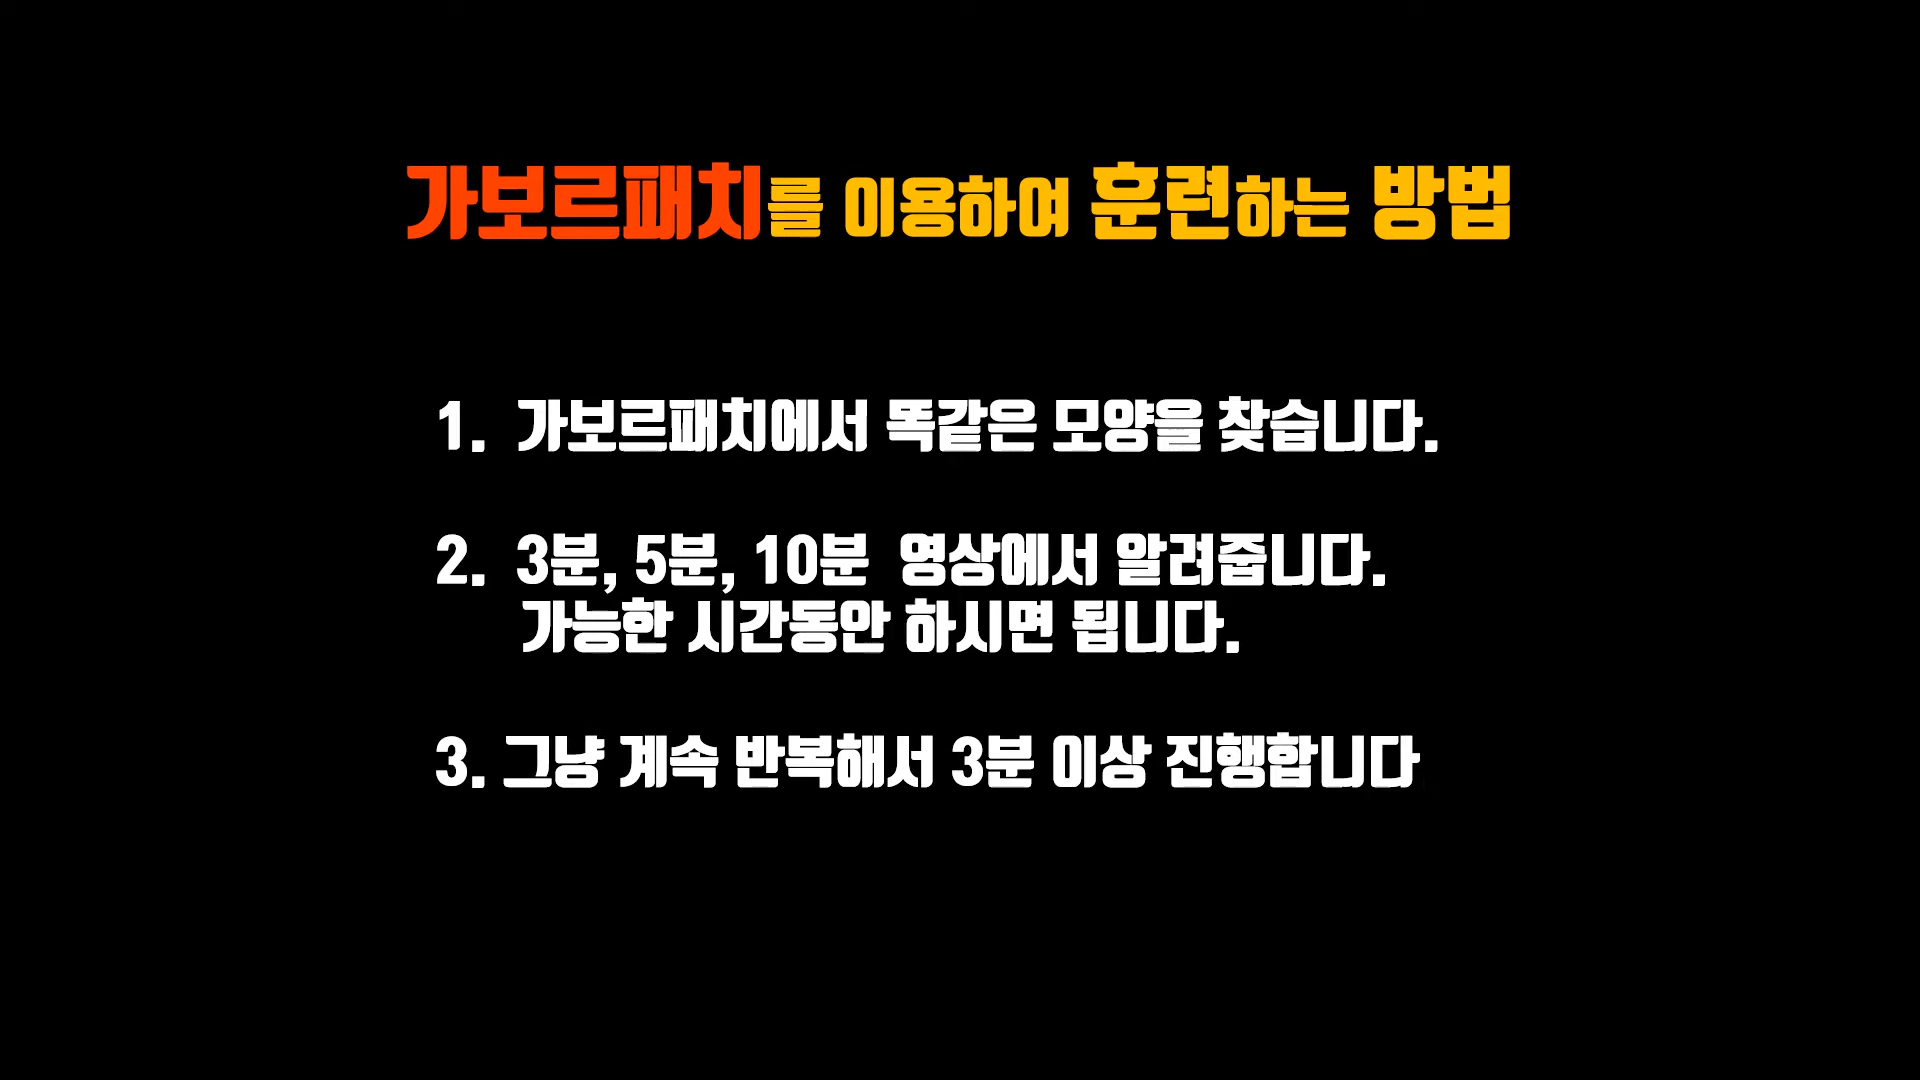 가보르패치를 이용하여 훈련하는 방법
1. 가보르패치에서 똑같은 모양을 찾습니다.
2. 3분, 5분, 10분 영상에서 알려줍니다.
가능한 시간동안 하시면 됩니다.
3. 그냥 계속 반복해서 3분 이상 진행합니다